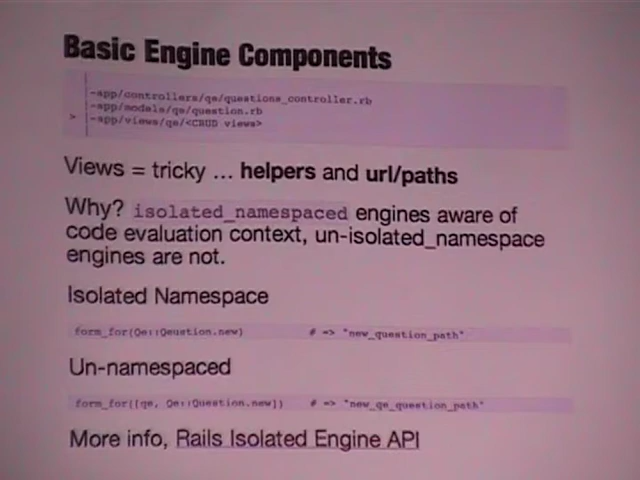 Basic Engine Components
-app/controllers/qe/questions_controller.rb
-app/models/qe/question.rb
> -app/views/qe/<CRUD views>
Views = tricky ... helpers and url/paths
Why? isolated_namespaced engines aware of
code evaluation context, un-isolated_namespace
engines are not.
Isolated Namespace
form_for(Qe::Qeustion.new) # => "new_question_path"
Un-namespaced
form_for([qe, Qe::Question.new]) # => "new_qe_question_path"
More info, Rails Isolated Engine API